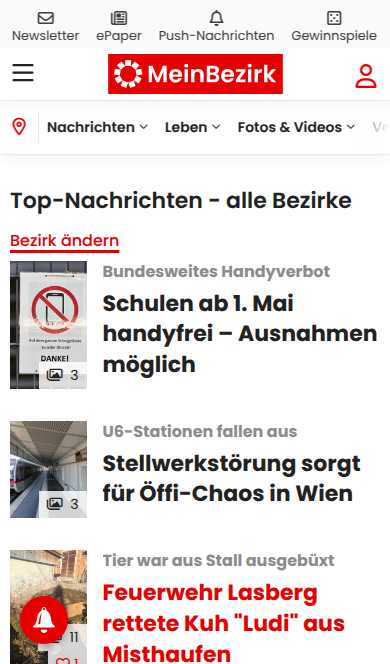 Newsletter ePaper Push-Nachrichten Gewinnspiele
MeinBezirk
Nachrichten Leben Fotos & Videos
Top-Nachrichten - alle Bezirke
Bezirk ändern
Bundesweites Handyverbot
Schulen ab 1. Mai
handyfrei – Ausnahmen
möglich
DANKE!
3
U6-Stationen fallen aus
Stellwerkstörung sorgt
für Öffi-Chaos in Wien
3
Tier war aus Stall ausgebüxt
Feuerwehr Lasberg
rettete Kuh "Ludi" aus
Misthaufen
11
1